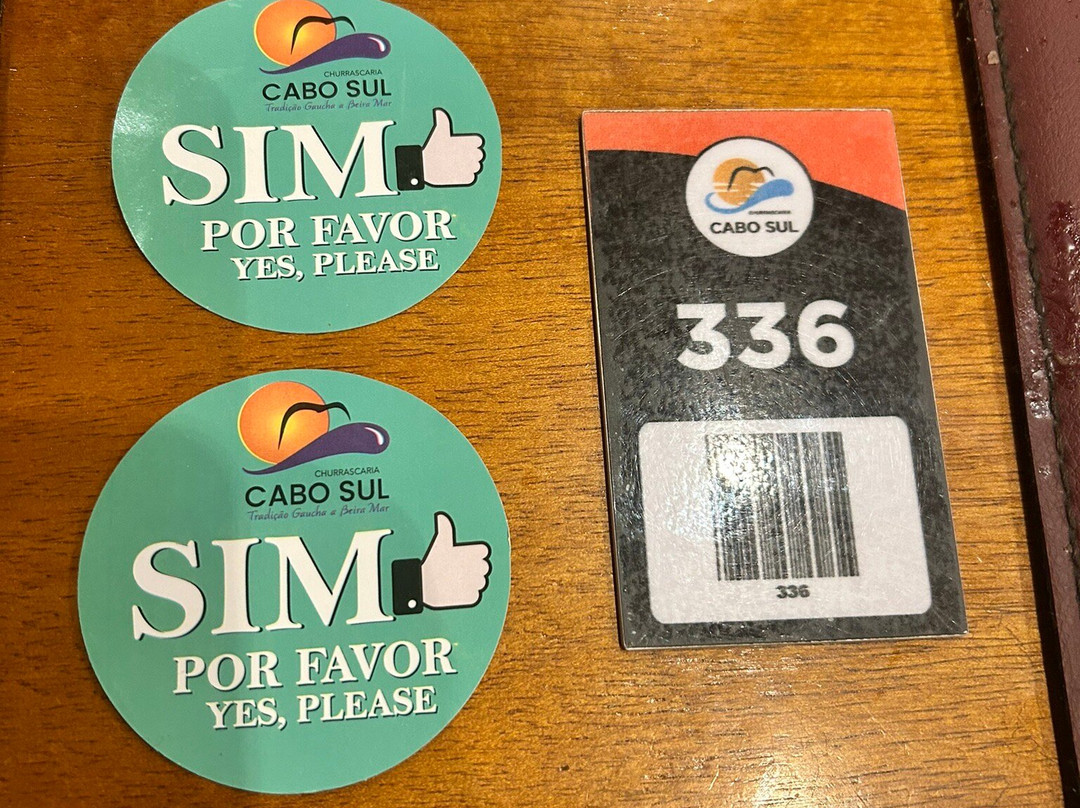 CHURRASCARIA
CABO SUL
Tradição Gaucha a Beira Mar
SIM
POR FAVOR
YES, PLEASE
CHURRASCARIA
CABO SUL
Tradição Gaucha a Beira Mar
SIM
POR FAVOR
YES, PLEASE
CHURRASCARIA
CABO SUL
336
336